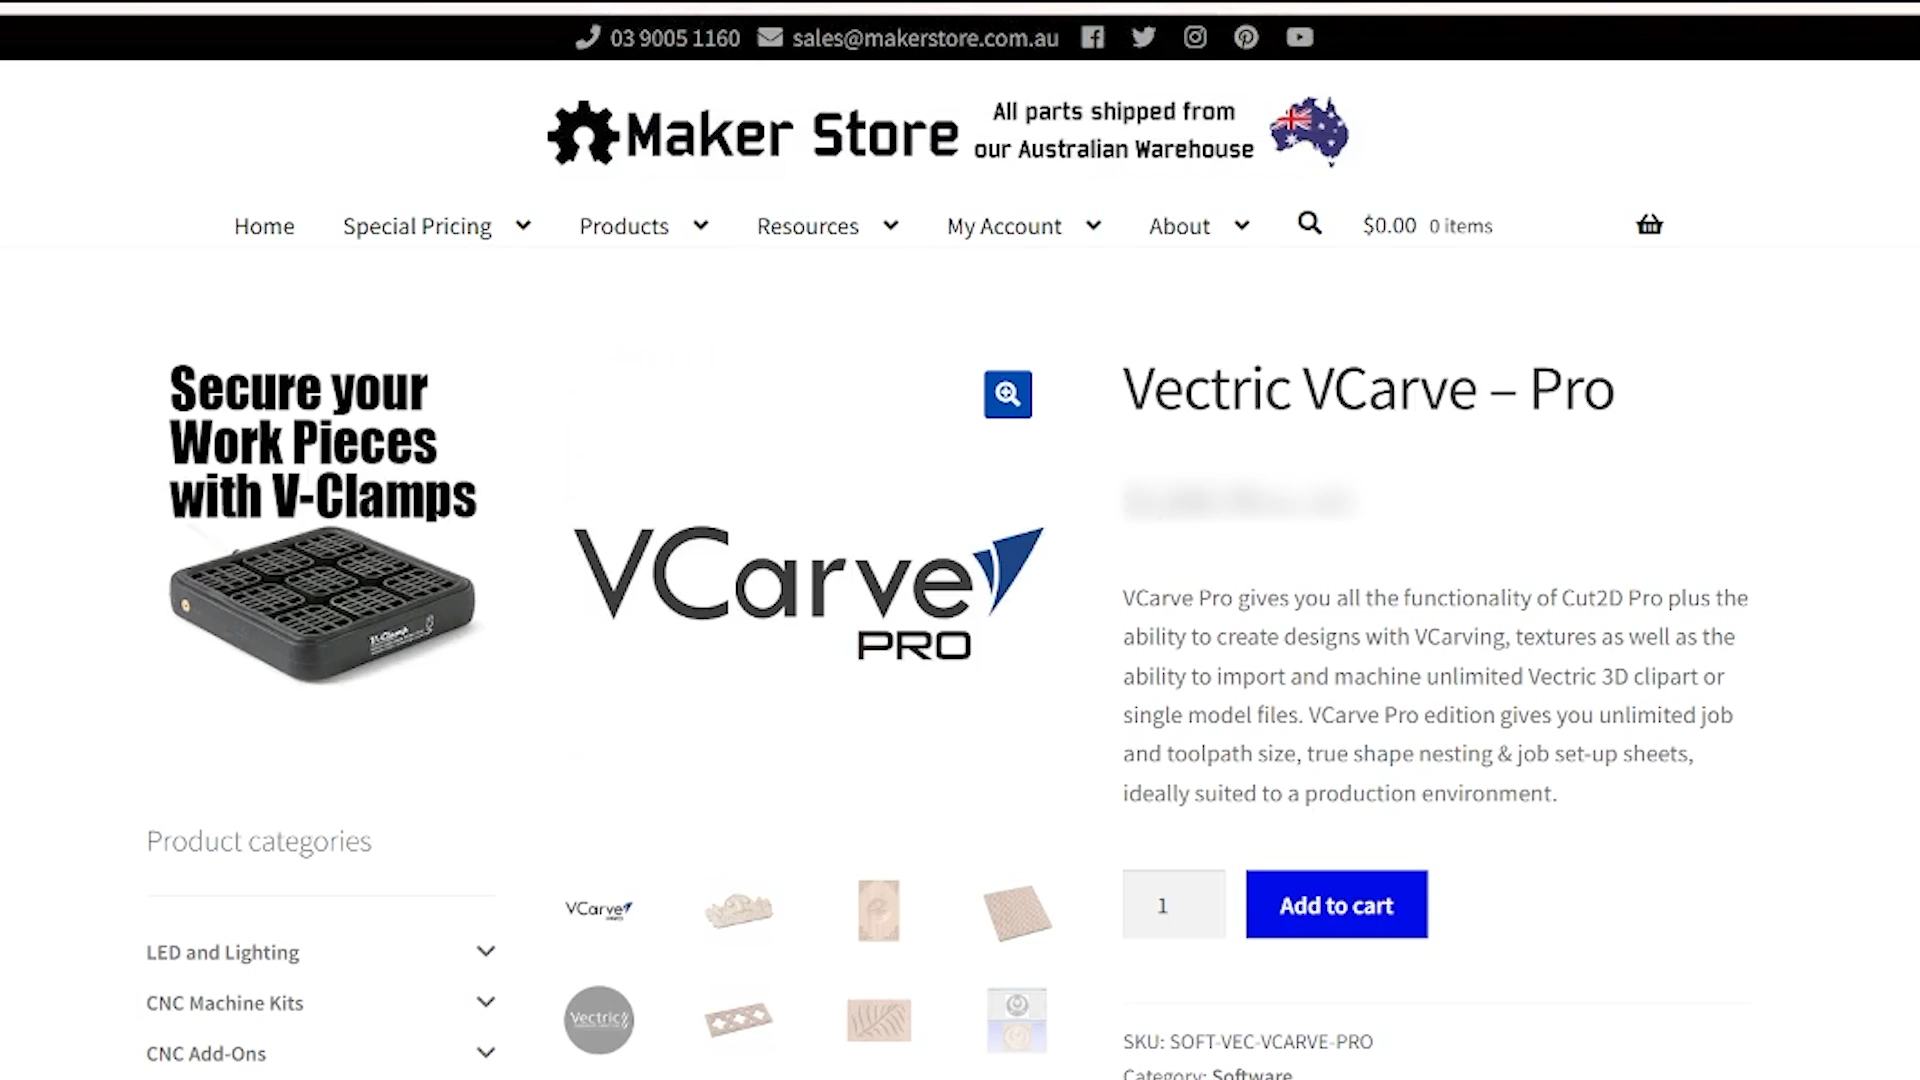 03 9005 1160 sales@makerstore.com.au
Maker Store
All parts shipped from
our Australian Warehouse
Home Special Pricing Products Resources My Account About $0.00 0 items
Secure your
Work Pieces
with V-Clamps
VCarve
PRO
Vectric VCarve – Pro
VCarve Pro gives you all the functionality of Cut2D Pro plus the
ability to create designs with VCarving, textures as well as the
ability to import and machine unlimited Vectric 3D clipart or
single model files. VCarve Pro edition gives you unlimited job
and toolpath size, true shape nesting & job set-up sheets,
ideally suited to a production environment.
1 Add to cart
SKU: SOFT-VEC-VCARVE-PRO
Category: Software
Product categories
LED and Lighting
CNC Machine Kits
CNC Add-Ons
VCarve
Vectric